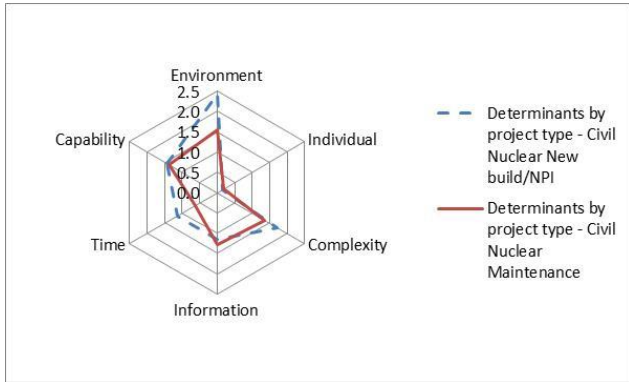 Environment
2.5
2.0
1.5
1.0
0.5
0.0
Capability
Individual
Time
Complexity
Information
Determinants by
project type - Civil
Nuclear New
build/NPI
Determinants by
project type - Civil
Nuclear
Maintenance